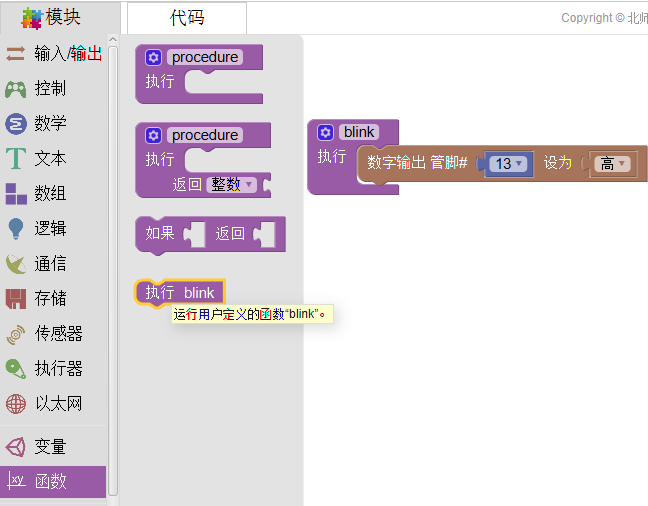 模块
代码
Copyright © 北师
输入/输出
控制
数学
文本
数组
逻辑
通信
存储
传感器
执行器
以太网
变量
xy 函数
procedure
执行
procedure
执行
返回 整数
如果 返回
执行 blink
运行用户定义的函数“blink”。
blink
执行 数字输出 管脚# 13 设为 高